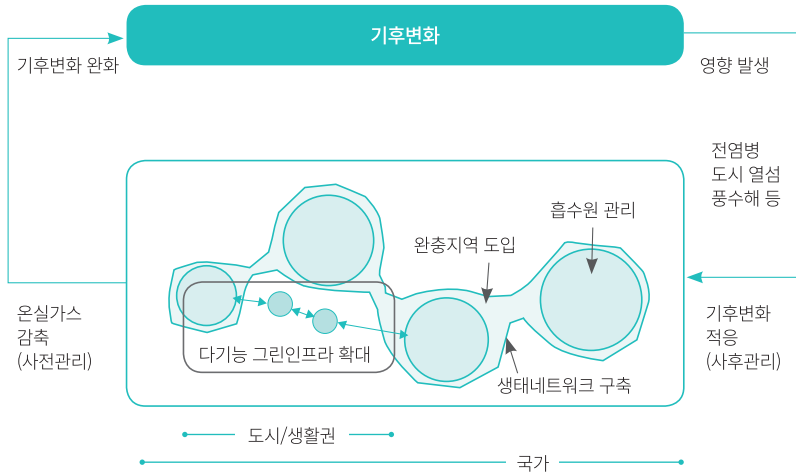 기후변화
기후변화 완화
영향 발생
전염병
도시 열섬
풍수해 등
흡수원 관리
완충지역 도입
온실가스
감축
(사전관리)
다기능 그린인프라 확대
생태네트워크 구축
기후변화
적응
(사후관리)
도시/생활권
국가